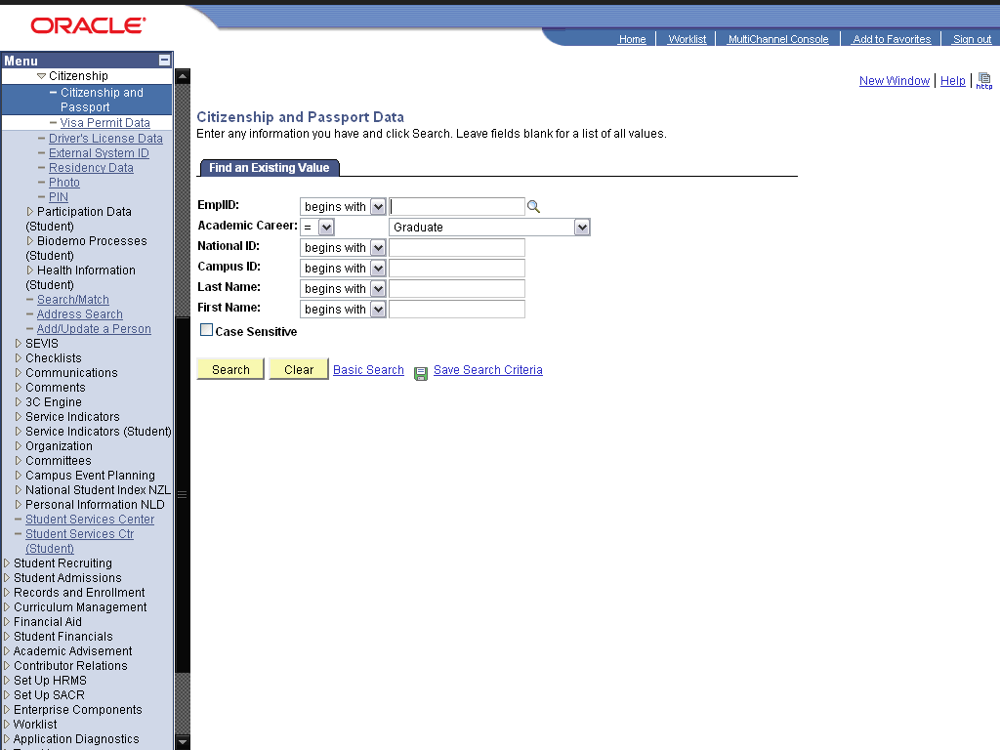 ORACLE
Home
Worklist
MultiChannel Console
Add to Favorites
Sign out
Menu
Citizenship
Citizenship and
Passport
Visa Permit Data
Driver's License Data
External System ID
Residency Data
Photo
PIN
Participation Data
(Student)
Biodemo Processes
(Student)
Health Information
(Student)
Search/Match
Address Search
Add/Update a Person
SEVIS
Checklists
Communications
Comments
3C Engine
Service Indicators
Service Indicators (Student)
Organization
Committees
Campus Event Planning
National Student Index NZL
Personal Information NLD
Student Services Center
Student Services Ctr
(Student)
Student Recruiting
Student Admissions
Records and Enrollment
Curriculum Management
Financial Aid
Student Financials
Academic Advisement
Contributor Relations
Set Up HRMS
Set Up SACR
Enterprise Components
Worklist
Application Diagnostics
New Window | Help | http
Citizenship and Passport Data
Enter any information you have and click Search. Leave fields blank for a list of all values.
Find an Existing Value
EmplID: begins with
Academic Career: = Graduate
National ID: begins with
Campus ID: begins with
Last Name: begins with
First Name: begins with
Case Sensitive
Search Clear Basic Search Save Search Criteria